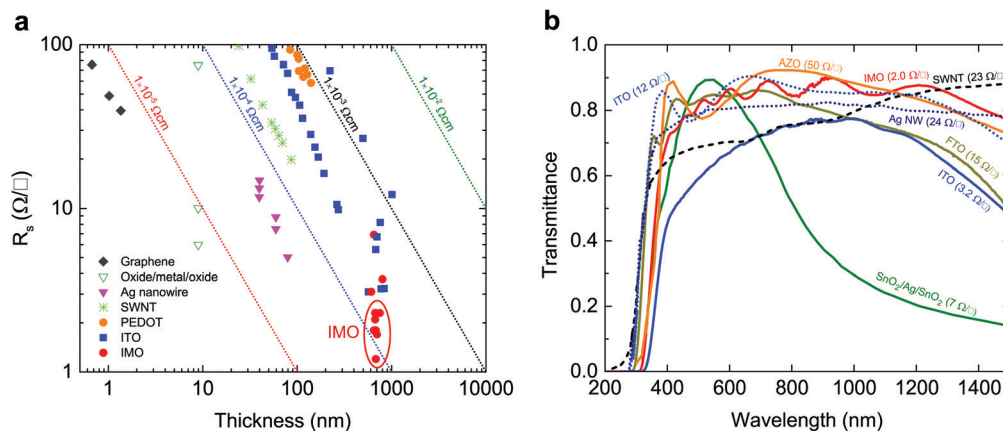 a
R_s (Ω/□)
100
10
1
1×10⁻⁵ Ωcm
1×10⁻⁴ Ωcm
1×10⁻³ Ωcm
1×10⁻² Ωcm
Graphene
Oxide/metal/oxide
Ag nanowire
SWNT
PEDOT
ITO
IMO
IMO
1
10
100
1000
10000
Thickness (nm)
b
Transmittance
1.0
0.8
0.6
0.4
0.2
0.0
ITO (12 Ω/□)
AZO (50 Ω/□)
IMO (2.0 Ω/□)
SWNT (23 Ω/□)
Ag NW (24 Ω/□)
FTO (15 Ω/□)
ITO (3.2 Ω/□)
SnO₂/Ag/SnO₂ (7 Ω/□)
200
400
600
800
1000
1200
1400
Wavelength (nm)